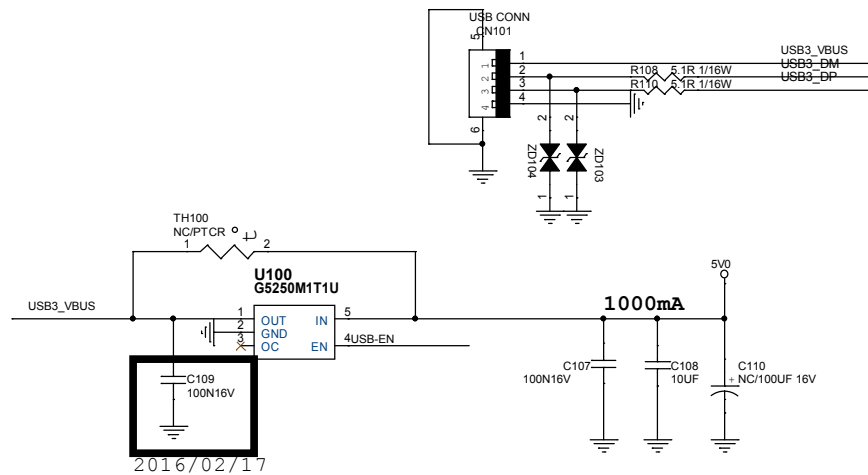 USB CONN
CN101
5
1
2
3
4
1
2
3
4
6
USB3_VBUS
USB3_DM
USB3_DP
R108 5.1R 1/16W
R110 5.1R 1/16W
2 2
ZD104 ZD103
1 1
TH100
NC/PTCR
1 2
t
U100
G5250M1T1U
USB3_VBUS
1 OUT IN 5
2 GND
3 OC EN 4 USB-EN
1000mA
5V0
C109
100N16V
C107
100N16V
C108
10UF
+ C110
NC/100UF 16V
2016/02/17